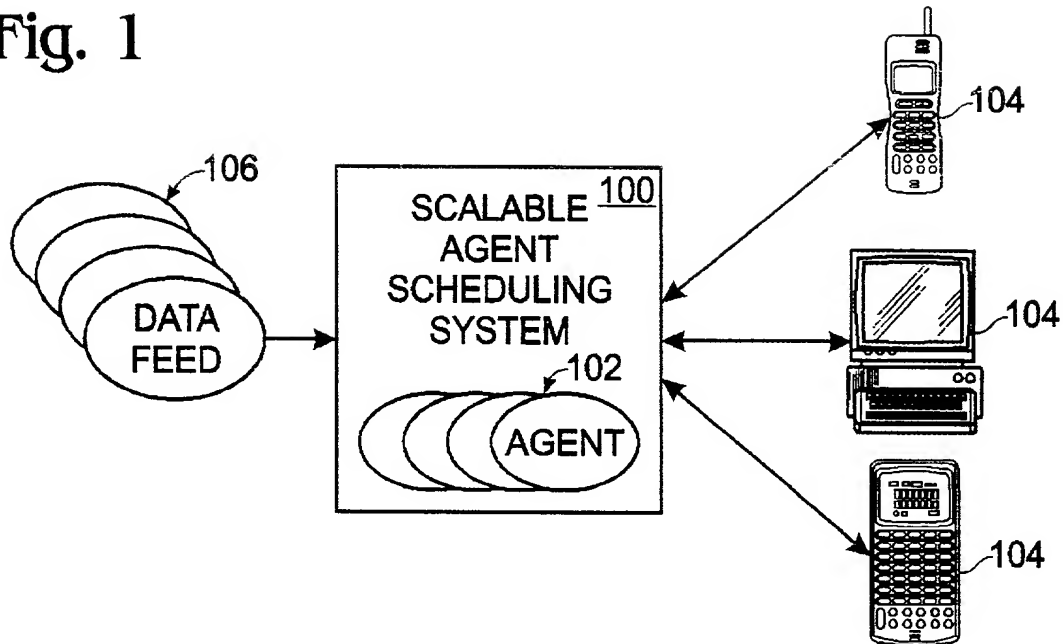 Fig. 1
106
DATA
FEED
100
SCALABLE
AGENT
SCHEDULING
SYSTEM
102
AGENT
104
104
104